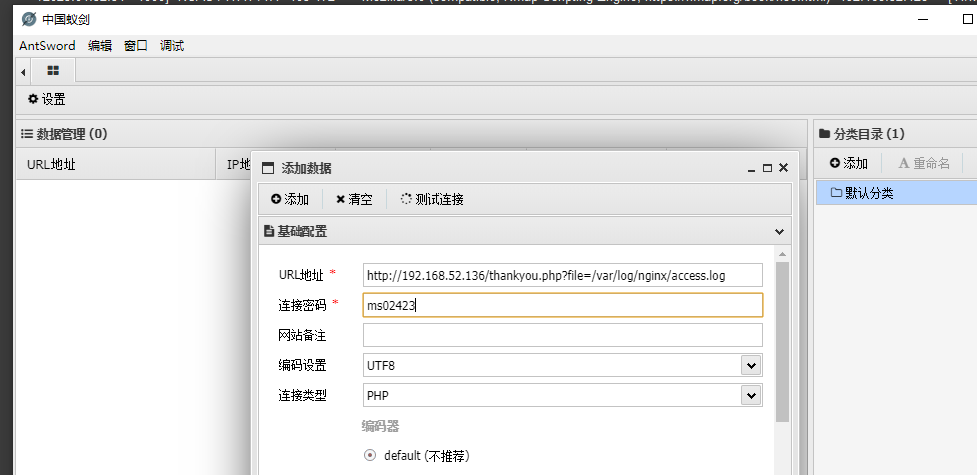 中国蚁剑
AntSword 编辑 窗口 调试
设置
数据管理 (0)
分类目录 (1)
URL地址
添加 重命名
默认分类
添加数据
添加 清空 测试连接
基础配置
URL地址 * http://192.168.52.136/thankyou.php?file=/var/log/nginx/access.log
连接密码 * ms02423
网站备注
编码设置 UTF8
连接类型 PHP
编码器
default (不推荐)